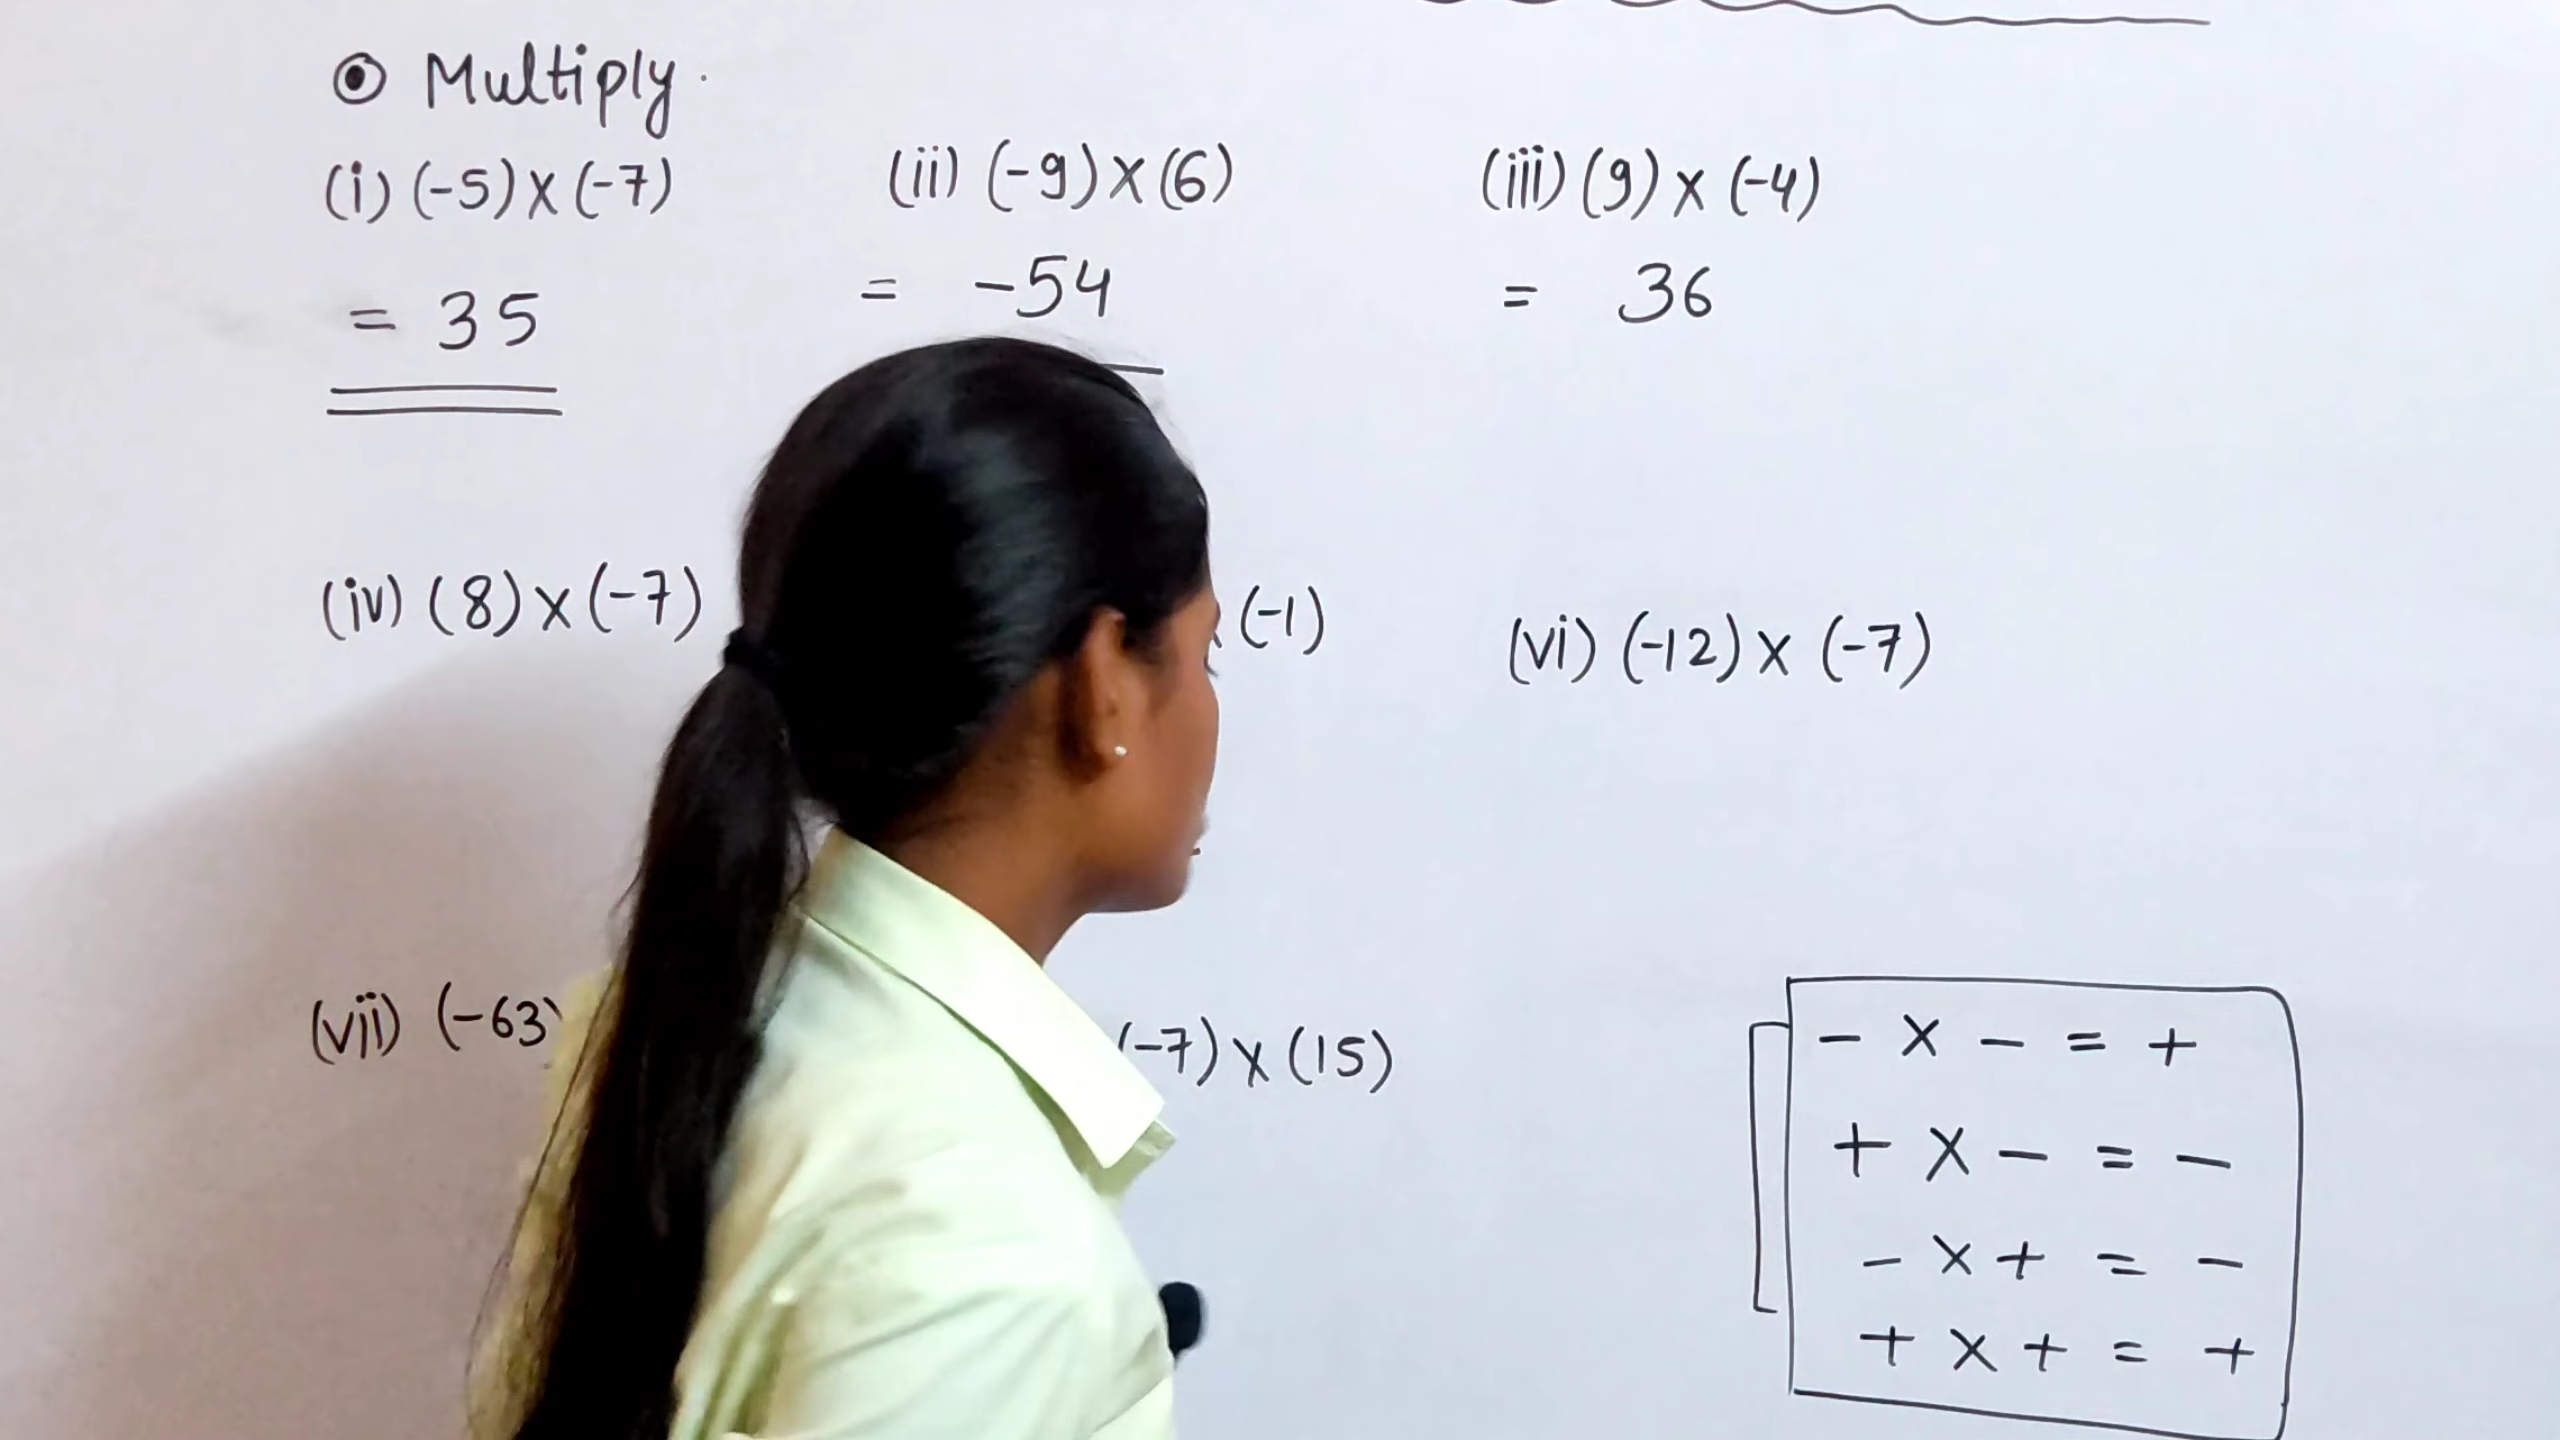 Multiply
(i) (-5) X (-7) (ii) (-9) X (6) (iii) (9) X (-4)
= 35 = -54 = 36
(iv) (8) X (-7) (-1) (vi) (-12) X (-7)
(vii) (-63) (-7) X (15)
- X - = +
+ X - = -
- X + = -
+ X + = +